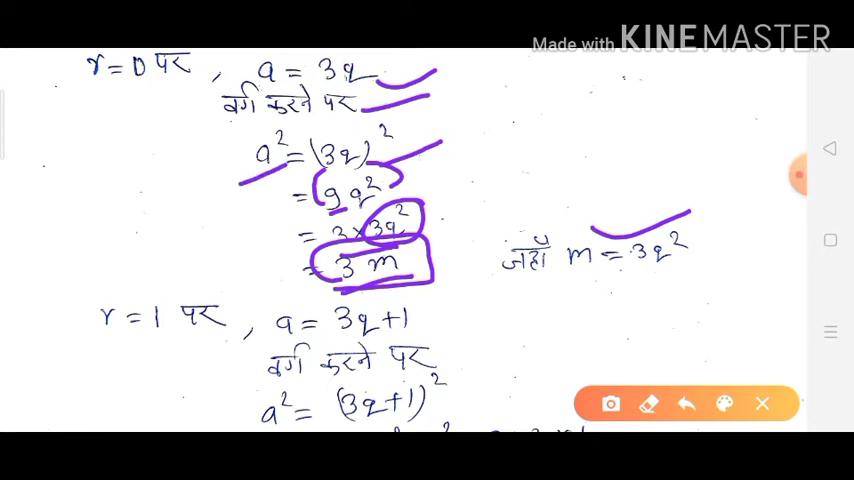 Made with KINEMASTER
r = 0 पर , a = 3q
वर्ग करने पर
a² = (3q)²
= 9q²
= 3×3q²
= 3m जहाँ m = 3q²
r = 1 पर , a = 3q+1
वर्ग करने पर
a² = (3q+1)²